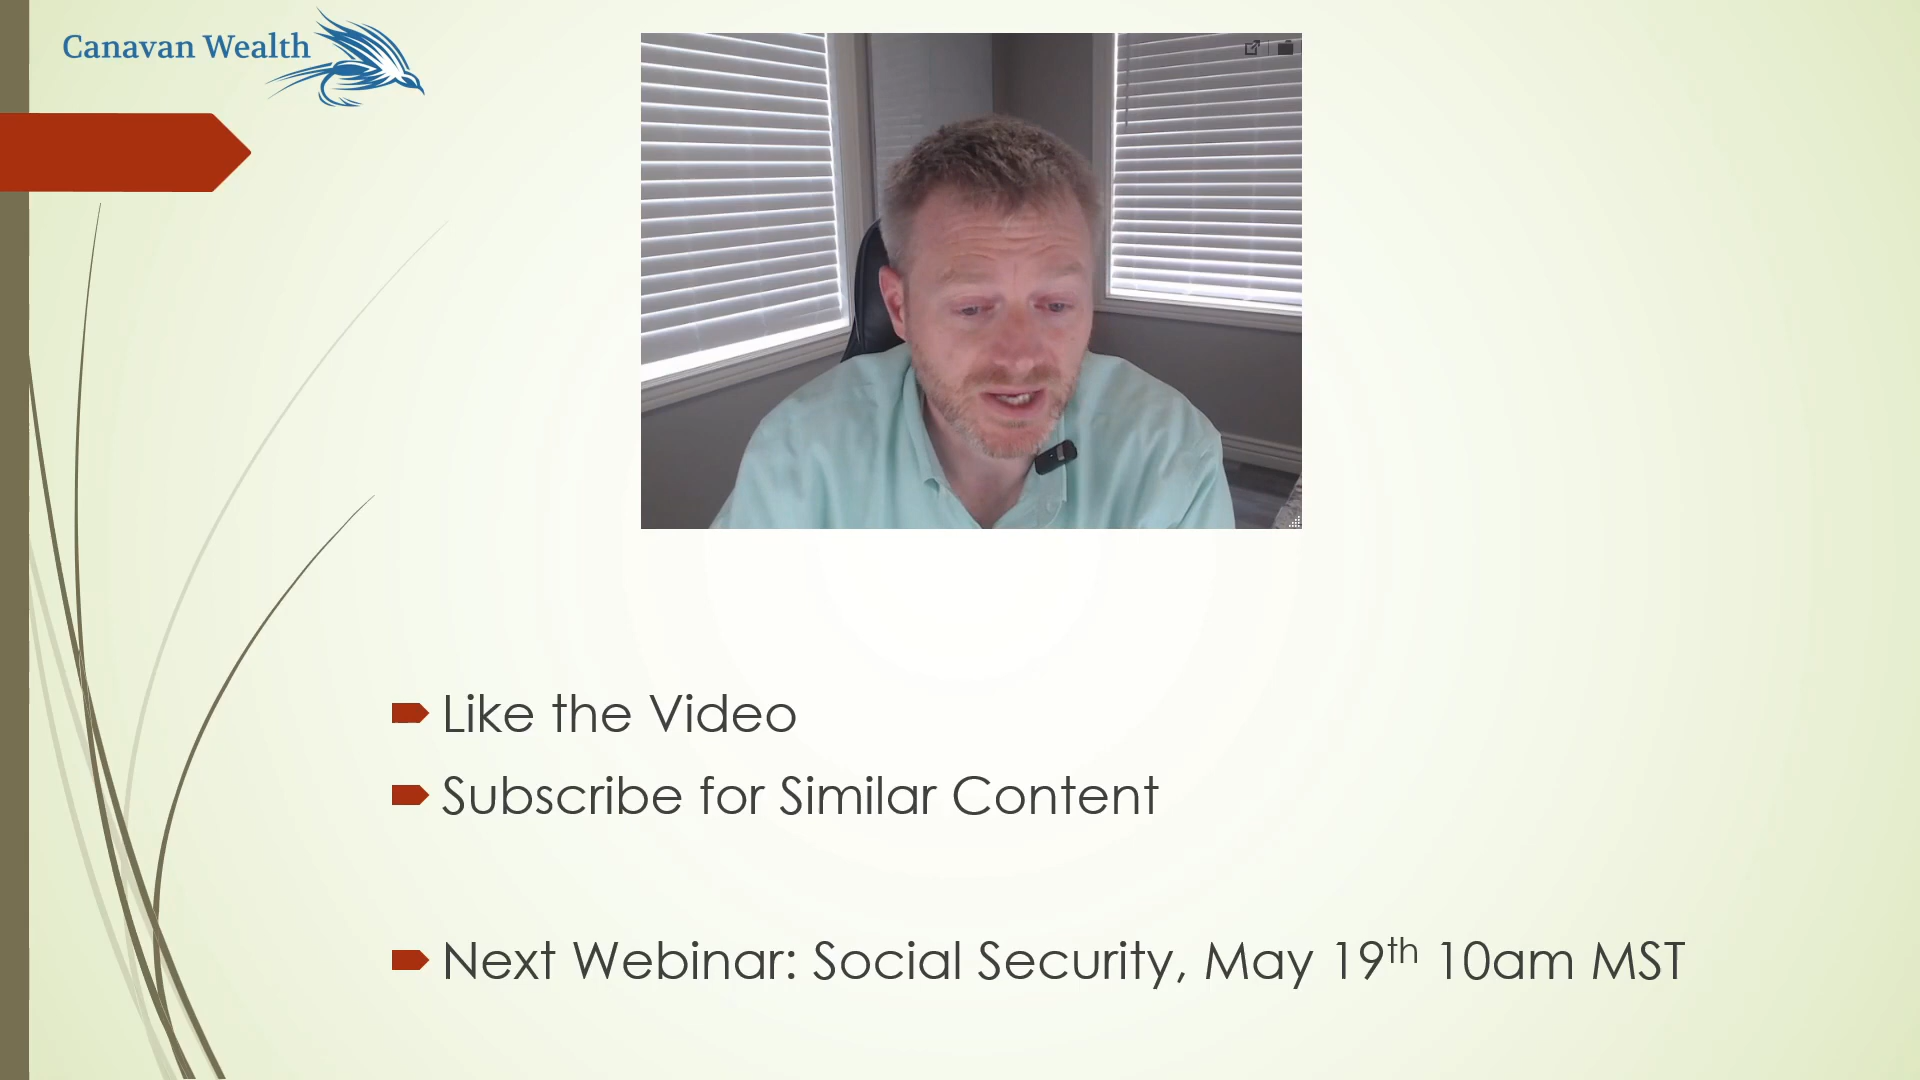 Canavan Wealth
Like the Video
Subscribe for Similar Content
Next Webinar: Social Security, May 19th 10am MST